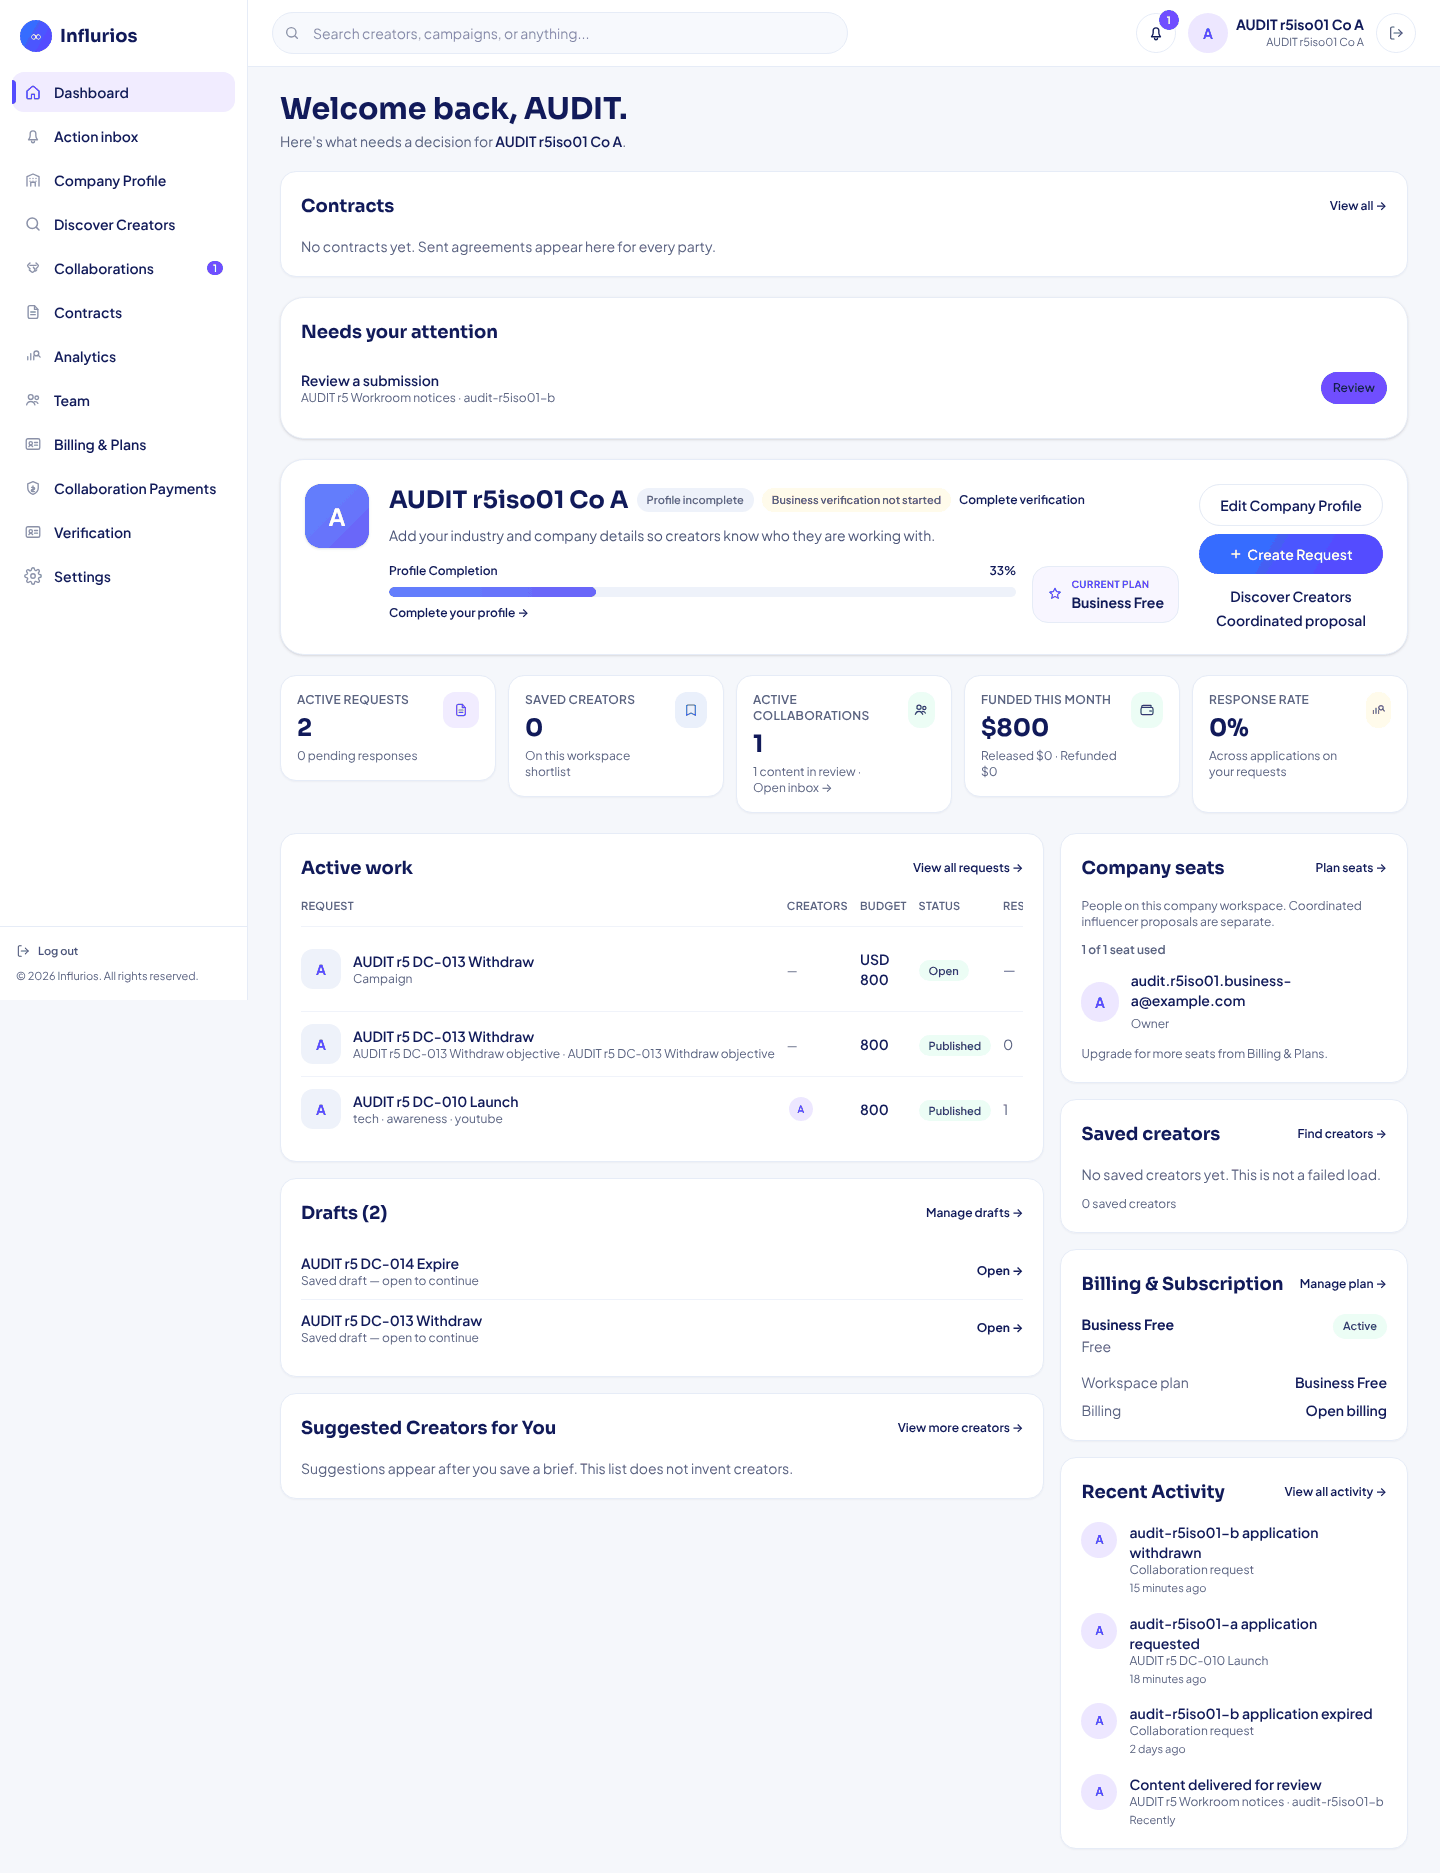 Influrios
Dashboard
Action inbox
Company Profile
Discover Creators
Collaborations 1
Contracts
Analytics
Team
Billing & Plans
Collaboration Payments
Verification
Settings
Log out
© 2026 Influrios. All rights reserved.
Search creators, campaigns, or anything...
1
A
AUDIT r5iso01 Co A
AUDIT r5iso01 Co A
Welcome back, AUDIT.
Here's what needs a decision for AUDIT r5iso01 Co A.
Contracts
View all →
No contracts yet. Sent agreements appear here for every party.
Needs your attention
Review a submission
AUDIT r5 Workroom notices · audit-r5iso01-b
Review
A
AUDIT r5iso01 Co A Profile incomplete Business verification not started Complete verification
Add your industry and company details so creators know who they are working with.
Profile Completion 33%
Complete your profile →
CURRENT PLAN
Business Free
Edit Company Profile
+ Create Request
Discover Creators
Coordinated proposal
ACTIVE REQUESTS
2
0 pending responses
SAVED CREATORS
0
On this workspace
shortlist
ACTIVE
COLLABORATIONS
1
1 content in review ·
Open inbox →
FUNDED THIS MONTH
$800
Released $0 · Refunded
$0
RESPONSE RATE
0%
Across applications on
your requests
Active work
View all requests →
REQUEST CREATORS BUDGET STATUS RES
A
AUDIT r5 DC-013 Withdraw
Campaign
—
USD
800
Open
—
A
AUDIT r5 DC-013 Withdraw
AUDIT r5 DC-013 Withdraw objective · AUDIT r5 DC-013 Withdraw objective
—
800
Published
0
A
AUDIT r5 DC-010 Launch
tech · awareness · youtube
A
800
Published
1
Drafts (2)
Manage drafts →
AUDIT r5 DC-014 Expire
Saved draft — open to continue
Open →
AUDIT r5 DC-013 Withdraw
Saved draft — open to continue
Open →
Suggested Creators for You
View more creators →
Suggestions appear after you save a brief. This list does not invent creators.
Company seats
Plan seats →
People on this company workspace. Coordinated
influencer proposals are separate.
1 of 1 seat used
A
audit.r5iso01.business-
a@example.com
Owner
Upgrade for more seats from Billing & Plans.
Saved creators
Find creators →
No saved creators yet. This is not a failed load.
0 saved creators
Billing & Subscription
Manage plan →
Business Free
Active
Free
Workspace plan Business Free
Billing Open billing
Recent Activity
View all activity →
A
audit-r5iso01-b application
withdrawn
Collaboration request
15 minutes ago
A
audit-r5iso01-a application
requested
AUDIT r5 DC-010 Launch
18 minutes ago
A
audit-r5iso01-b application expired
Collaboration request
2 days ago
A
Content delivered for review
AUDIT r5 Workroom notices · audit-r5iso01-b
Recently